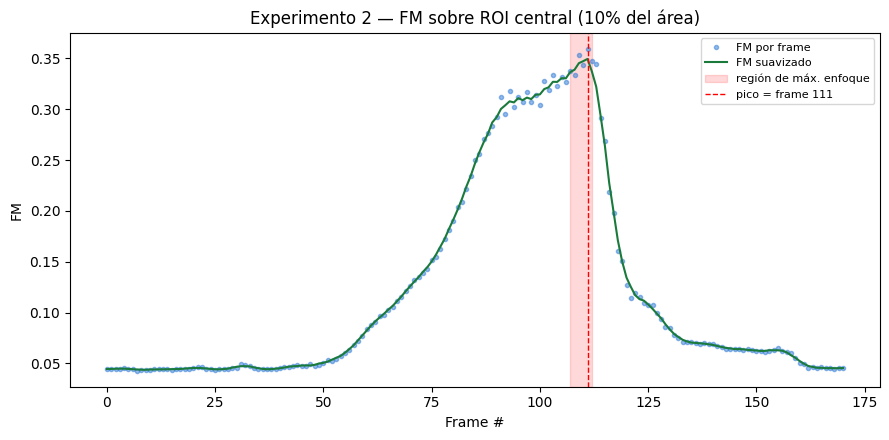 Experimento 2 — FM sobre ROI central (10% del área)
FM por frame
FM suavizado
región de máx. enfoque
pico = frame 111
FM
0.35
0.30
0.25
0.20
0.15
0.10
0.05
0 25 50 75 100 125 150 175
Frame #